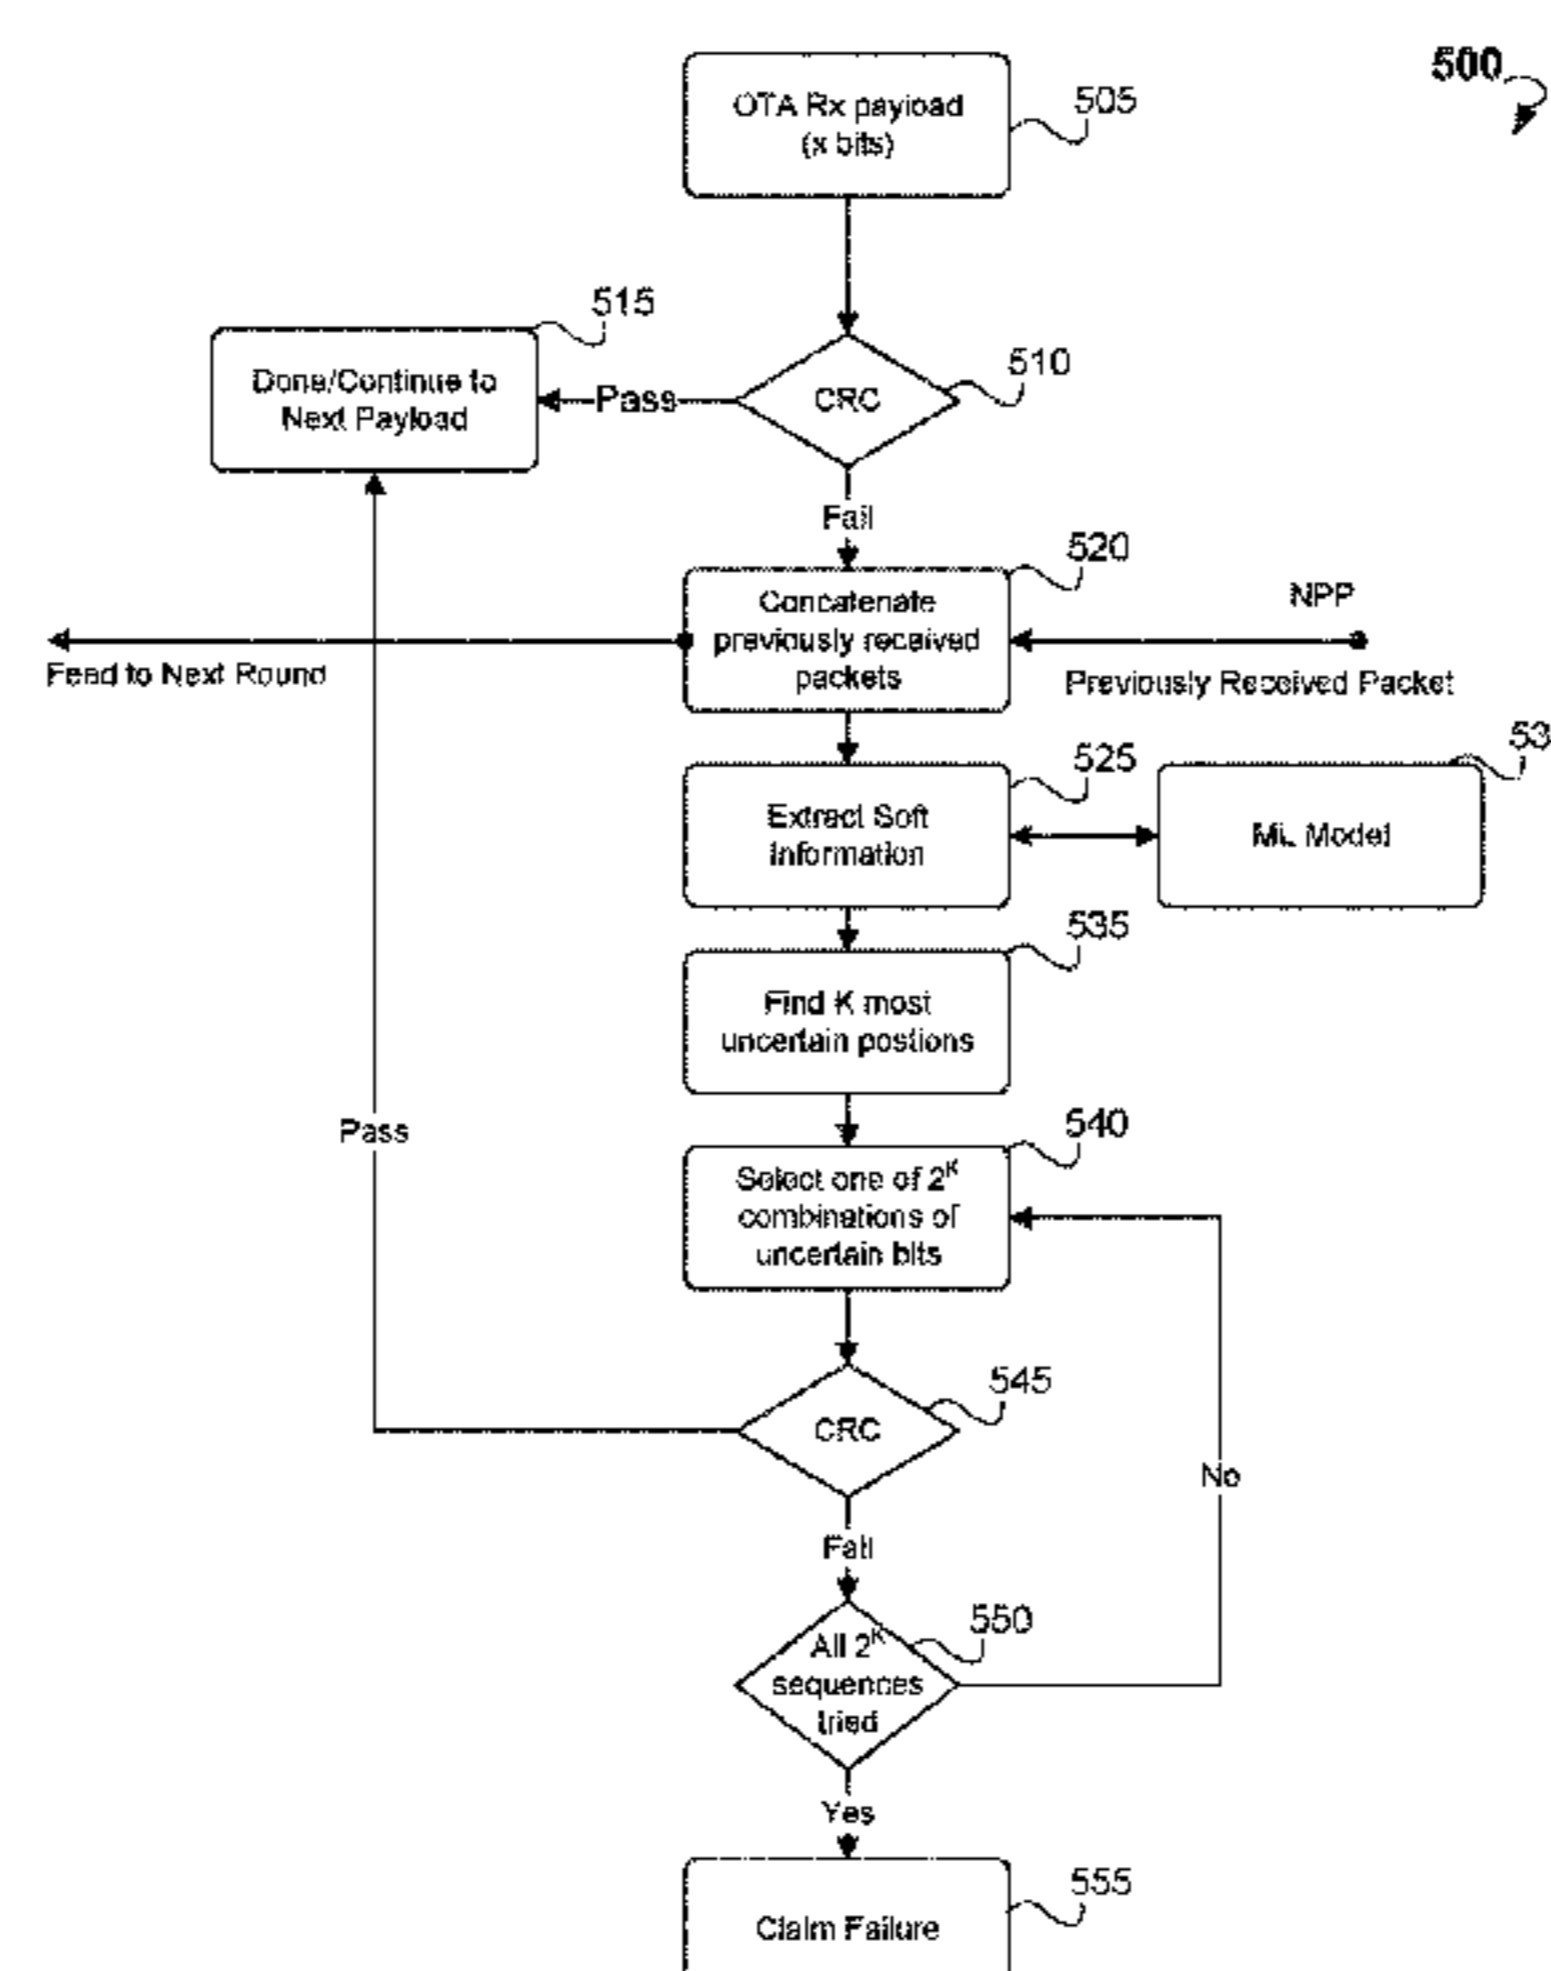 500
OTA Rx payload
(x bits)
505
515
Done/Continue to
Next Payload
Pass
CRC
510
Fail
520
Concatenate
previously received
packets
NPP
Feed to Next Round
Previously Received Packet
525
53
Extract Soft
Information
ML Model
535
Find K most
uncertain postions
540
Pass
Select one of 2ᴷ
combinations of
uncertain bits
CRC
545
No
Fail
550
All 2ᴷ
sequences
tried
Yes
555
Claim Failure